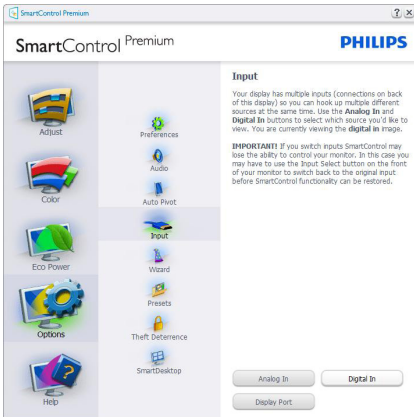 SmartControl Premium
? x
SmartControl Premium
PHILIPS
Adjust
Color
Eco Power
Options
Help
Preferences
Audio
Auto Pivot
Input
Wizard
Presets
Theft Deterrence
SmartDesktop
Input
Your display has multiple inputs (connections on back
of this display) so you can hook up multiple different
sources at the same time. Use the Analog In and
Digital In buttons to select which source you'd like to
view. You are currently viewing the digital in image.
IMPORTANT! If you switch inputs SmartControl may
lose the ability to control your monitor. In this case you
may have to use the Input Select button on the front
of your monitor to switch back to the original input
before SmartControl functionality can be restored.
Analog In
Digital In
Display Port